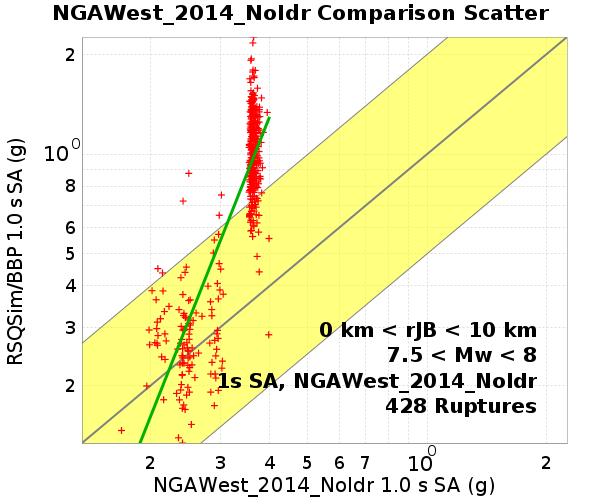 NGAWest_2014_NoIdr Comparison Scatter
RSQSim/BBP 1.0 s SA (g)
2
10^0
8
6
5
4
3
2
0 km < rJB < 10 km
7.5 < Mw < 8
1s SA, NGAWest_2014_NoIdr
428 Ruptures
2 3 4 5 6 7 10^0 2
NGAWest_2014_NoIdr 1.0 s SA (g)